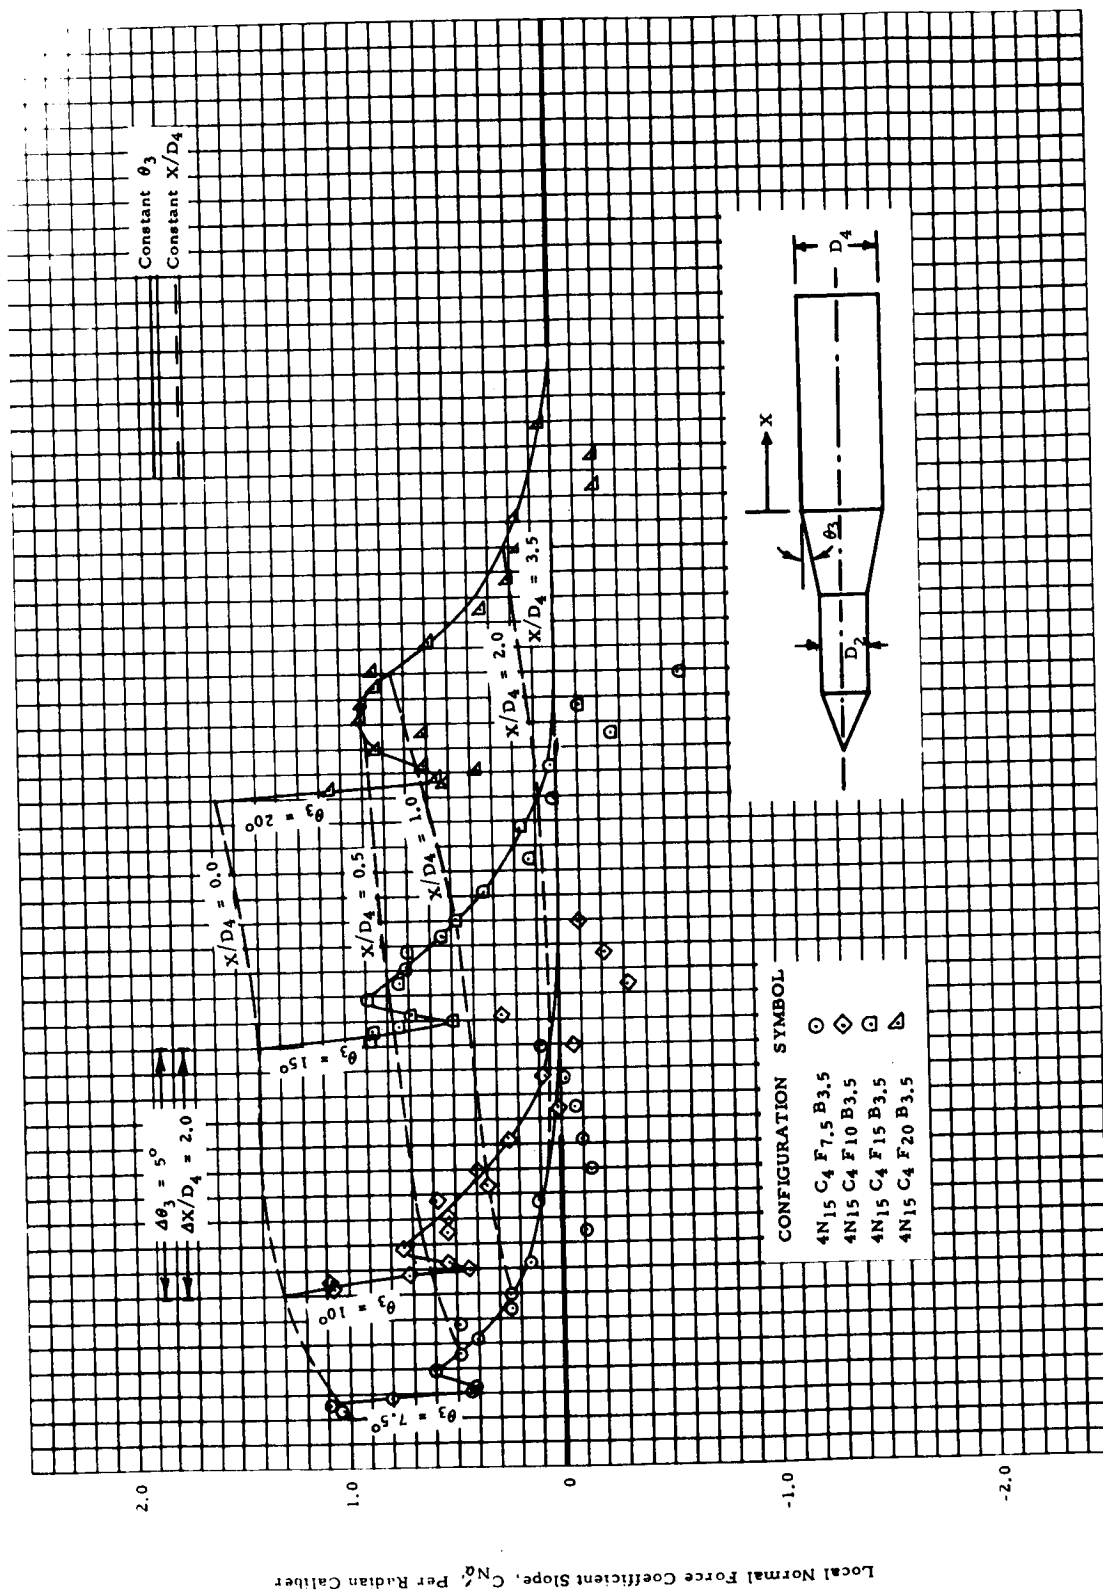 Constant θ3
Constant X/D4
Δθ3 = 5°
ΔX/D4 = 2.0
X/D4 = 0.0
X/D4 = 0.5
X/D4 = 1.0
X/D4 = 2.0
X/D4 = 3.5
θ3 = 7.5°
θ3 = 10°
θ3 = 15°
θ3 = 20°
2.0
1.0
0
-1.0
-2.0
Local Normal Force Coefficient Slope, CNα′, Per Radian Caliber
X
θ3
D2
D4
CONFIGURATION SYMBOL
4N15 C4 F7.5 B3.5
4N15 C4 F10 B3.5
4N15 C4 F15 B3.5
4N15 C4 F20 B3.5